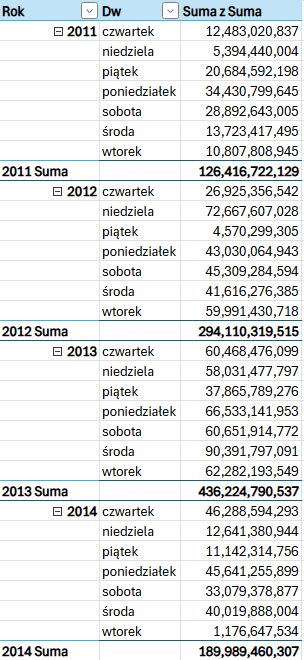 Rok Dw Suma z Suma
2011 czwartek 12,483,020,837
niedziela 5,394,440,004
piątek 20,684,592,198
poniedziałek 34,430,799,645
sobota 28,892,643,005
środa 13,723,417,495
wtorek 10,807,808,945
2011 Suma 126,416,722,129
2012 czwartek 26,925,356,542
niedziela 72,667,607,028
piątek 4,570,299,305
poniedziałek 43,030,064,943
sobota 45,309,284,594
środa 41,616,276,385
wtorek 59,991,430,718
2012 Suma 294,110,319,515
2013 czwartek 60,468,476,099
niedziela 58,031,477,797
piątek 37,865,789,276
poniedziałek 66,533,141,953
sobota 60,651,914,772
środa 90,391,797,091
wtorek 62,282,193,549
2013 Suma 436,224,790,537
2014 czwartek 46,288,594,293
niedziela 12,641,380,944
piątek 11,142,314,756
poniedziałek 45,641,255,899
sobota 33,079,378,877
środa 40,019,888,004
wtorek 1,176,647,534
2014 Suma 189,989,460,307